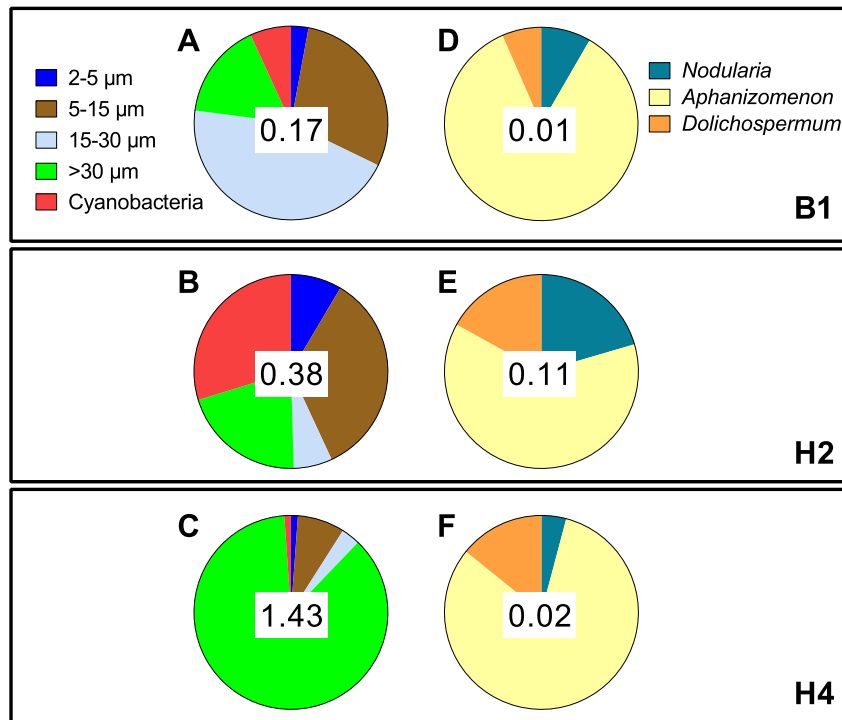 A
D
2-5 µm
5-15 µm
15-30 µm
>30 µm
Cyanobacteria
0.17
0.01
Nodularia
Aphanizomenon
Dolichospermum
B1
B
E
0.38
0.11
H2
C
F
1.43
0.02
H4